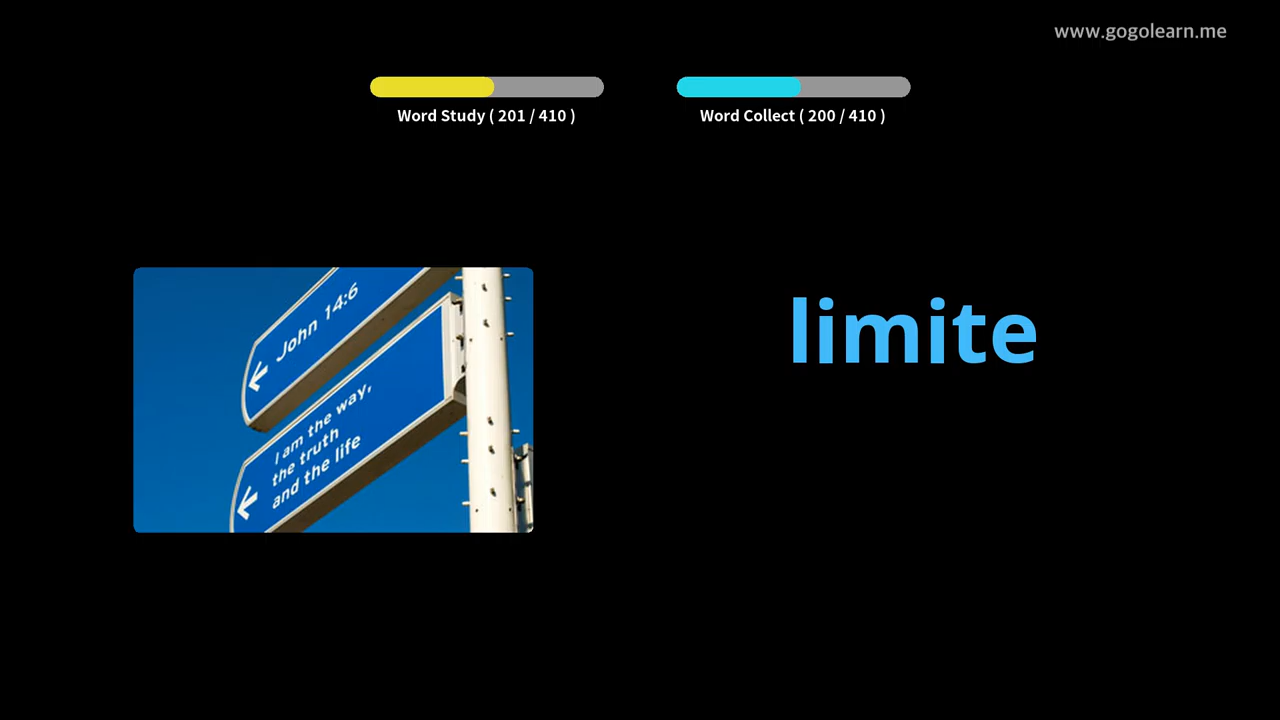 www.gogolearn.me
Word Study ( 201 / 410 )
Word Collect ( 200 / 410 )
John 14:6
I am the way,
the truth
and the life
limite